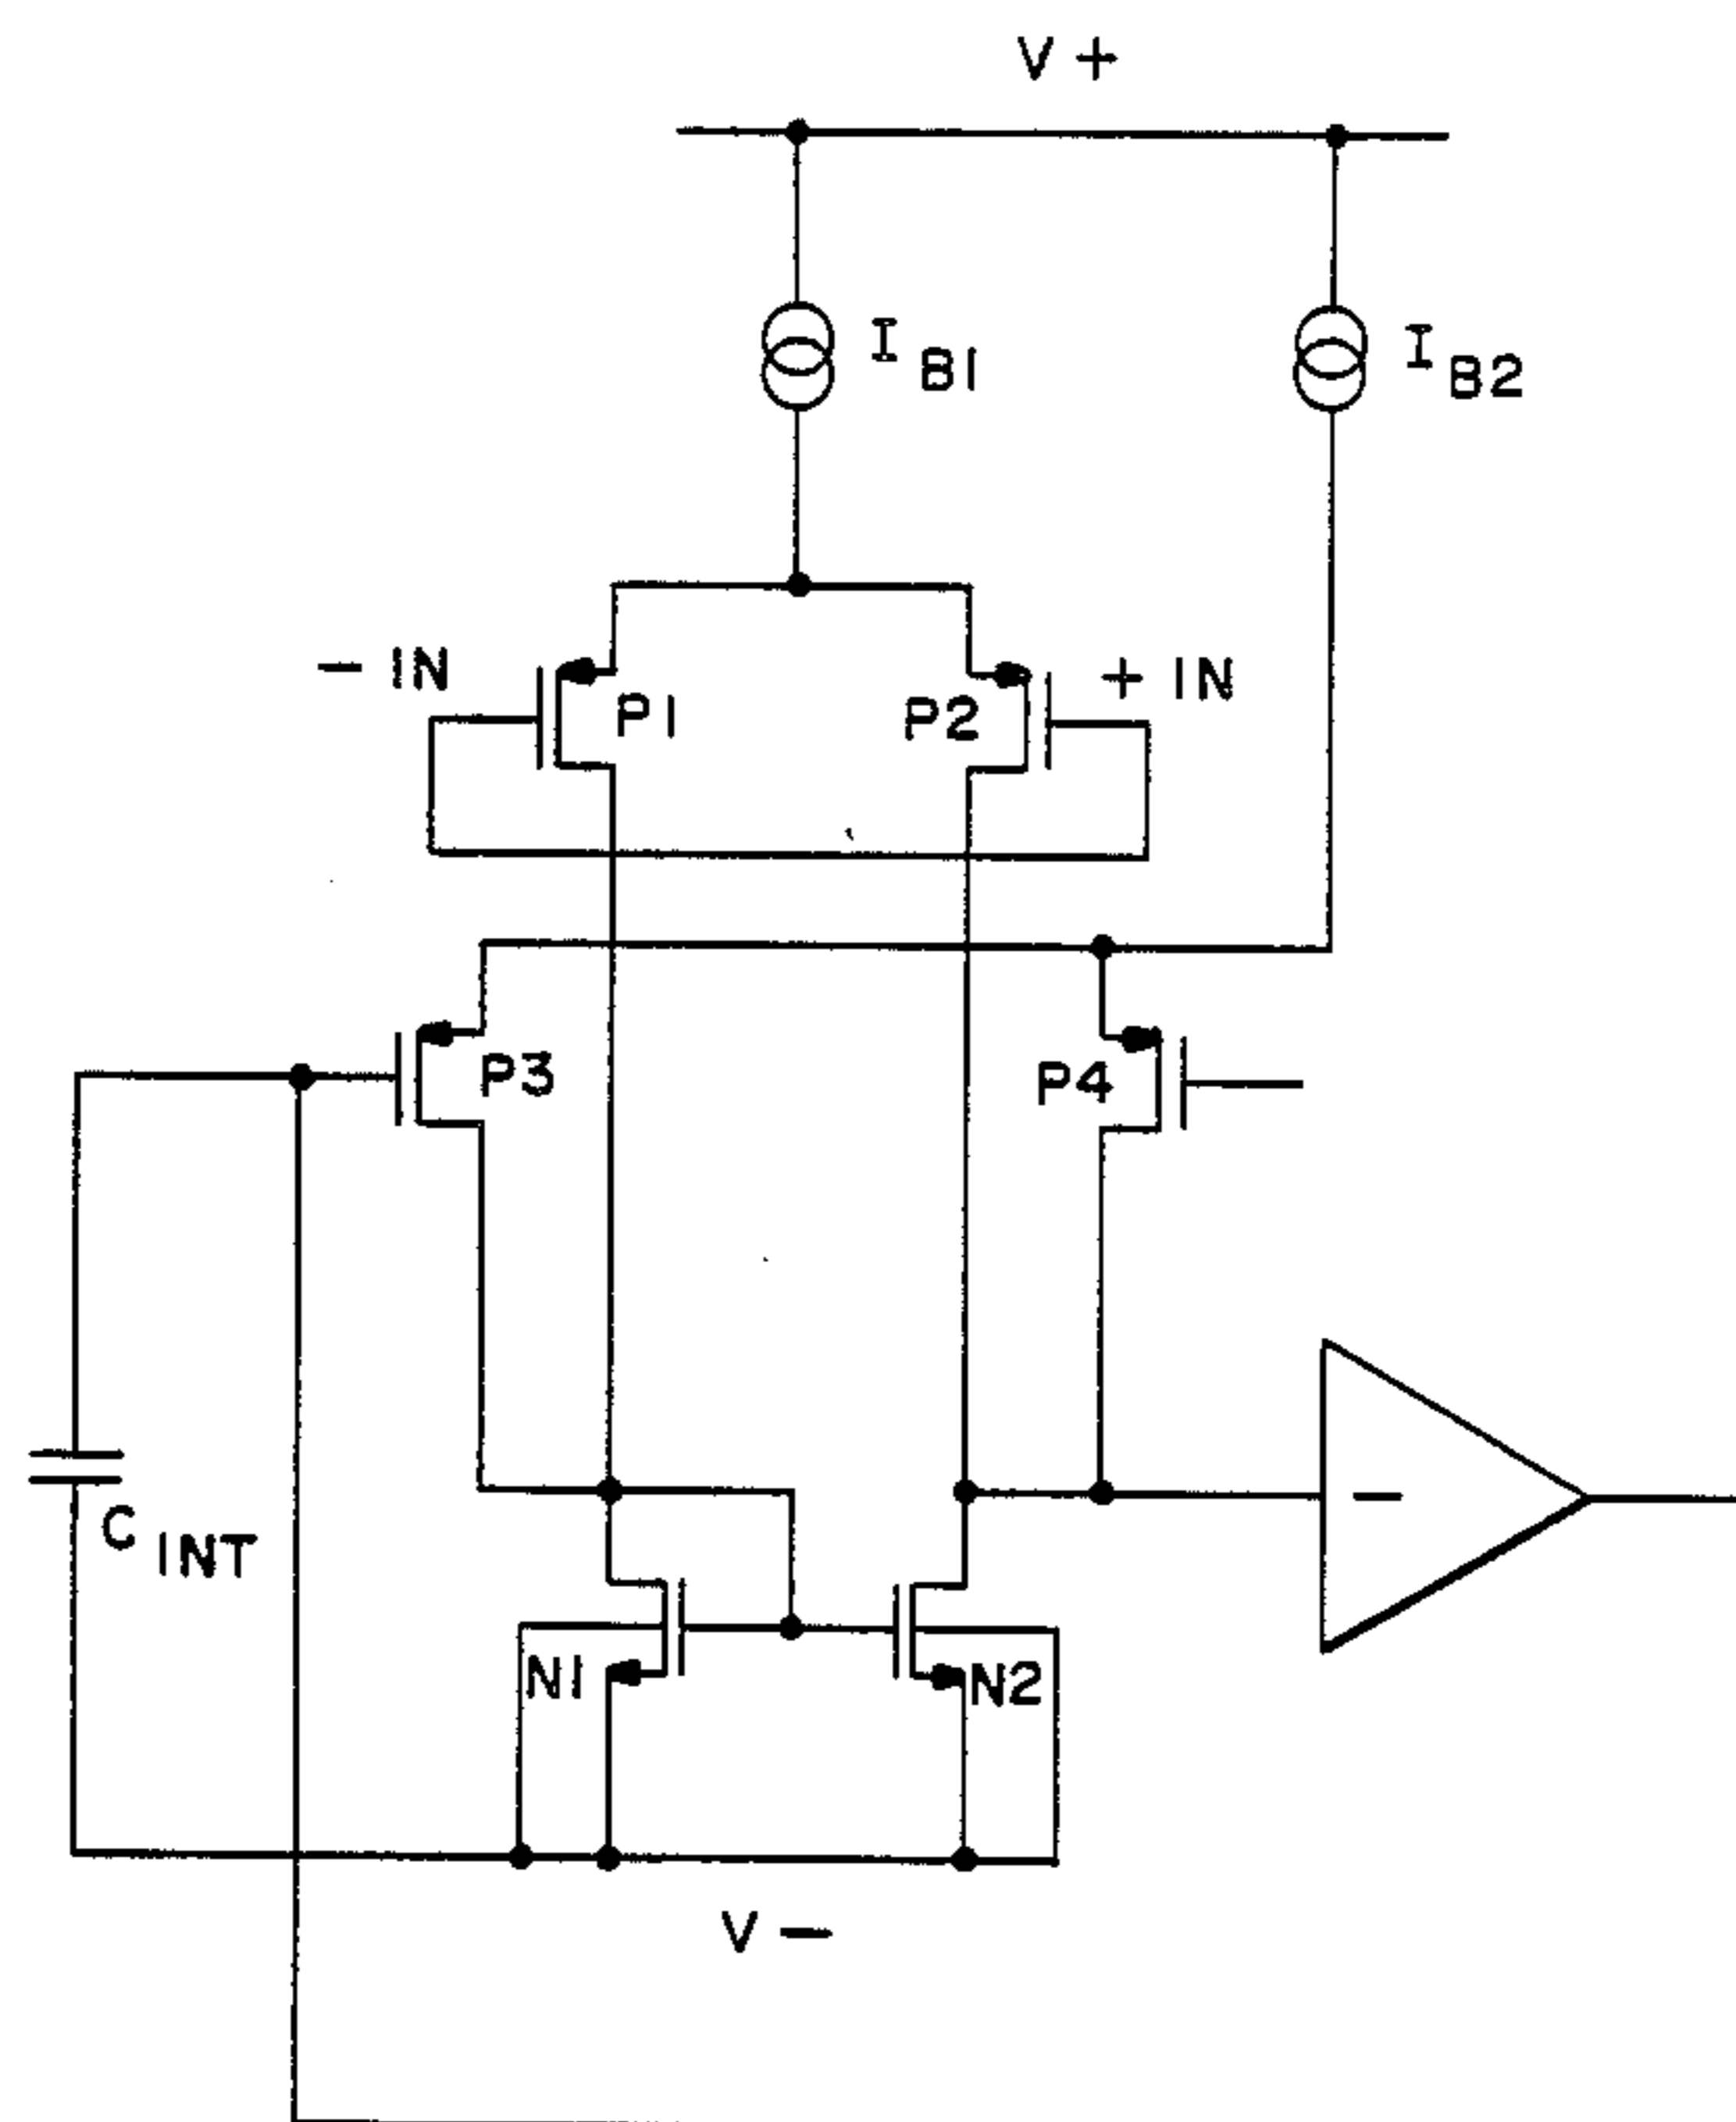 V +
I B1
I B2
- IN
P1
P2
+ IN
P3
P4
C INT
-
N1
N2
V -